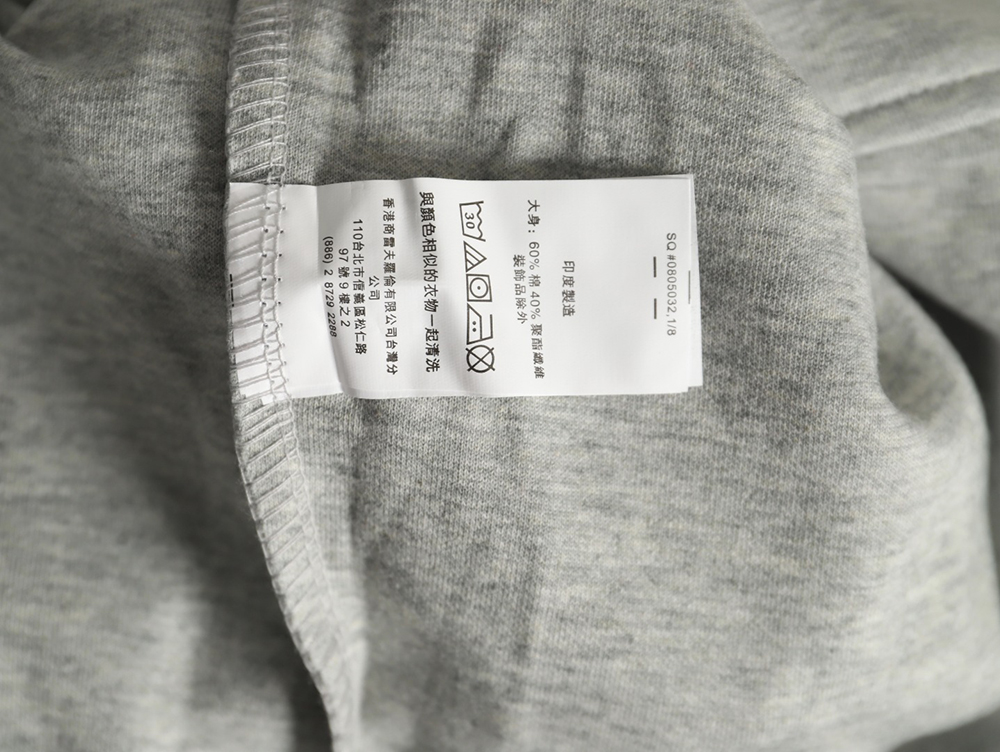 SQ #0805032,1/8
印度製造
大身: 60% 棉 40% 聚酯纖維
裝飾品除外
30
與顏色相似的衣物一起清洗
香港商雷夫羅倫有限公司台灣分
公司
110台北市信義區松仁路
97 號 9 樓之 2
(886) 2 8729 2288